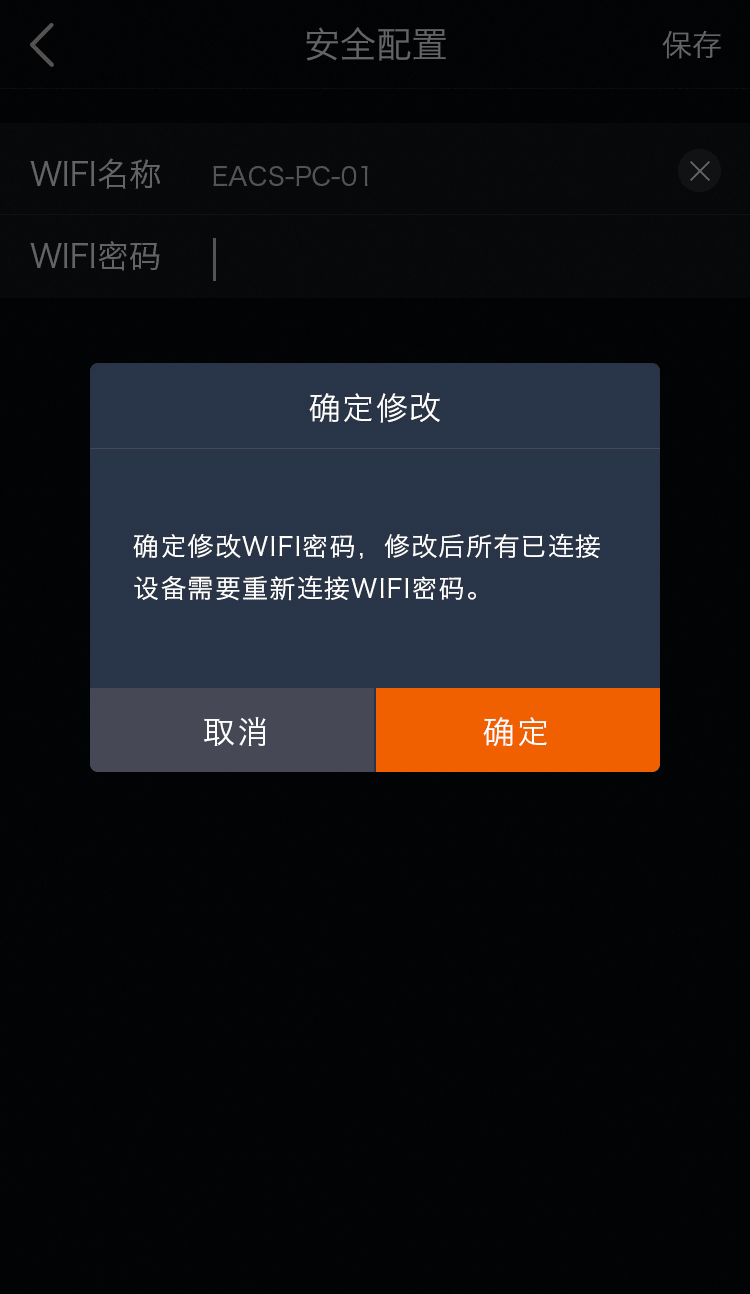 安全配置
保存
WIFI名称 EACS-PC-01
WIFI密码
确定修改
确定修改WIFI密码，修改后所有已连接
设备需要重新连接WIFI密码。
取消
确定